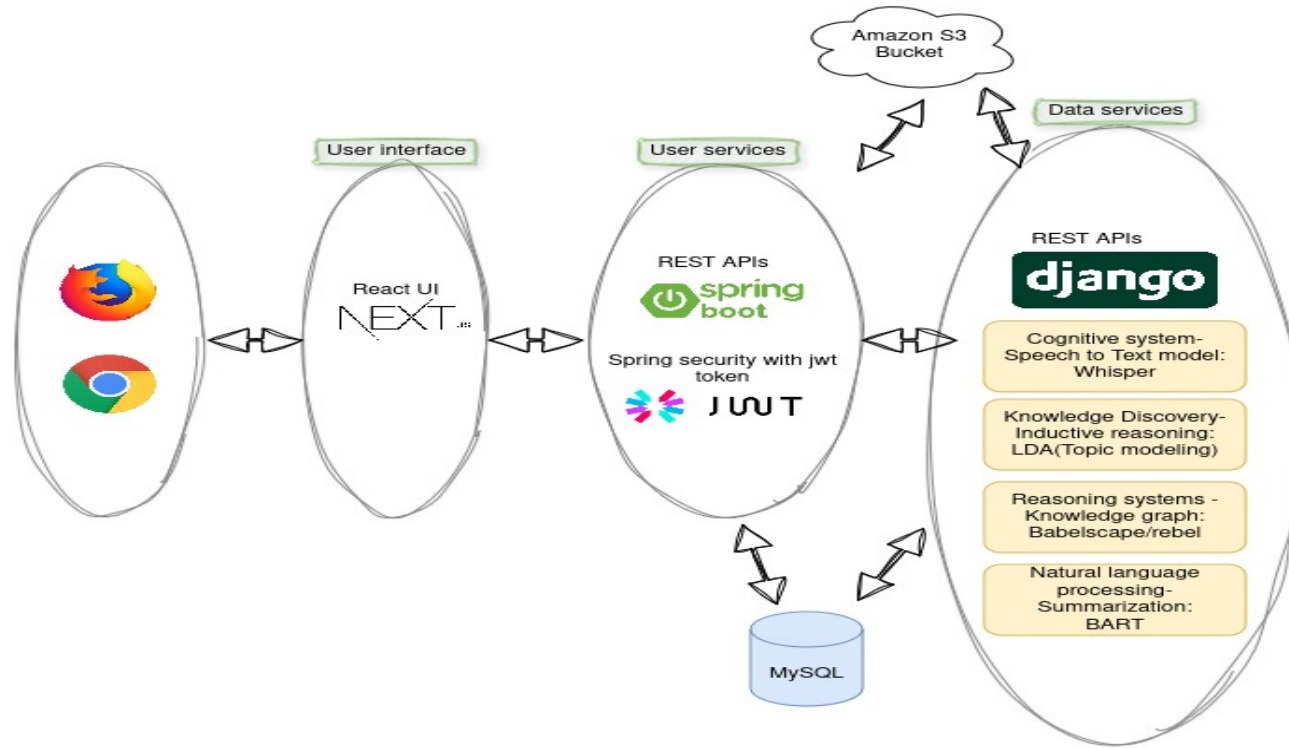 Amazon S3
Bucket
Data services
User interface
User services
React UI
NEXT.JS
REST APIs
spring
boot
Spring security with jwt
token
JWT
REST APIs
django
Cognitive system-
Speech to Text model:
Whisper
Knowledge Discovery-
Inductive reasoning:
LDA(Topic modeling)
Reasoning systems -
Knowledge graph:
Babelscape/rebel
Natural language
processing-
Summarization:
BART
MySQL